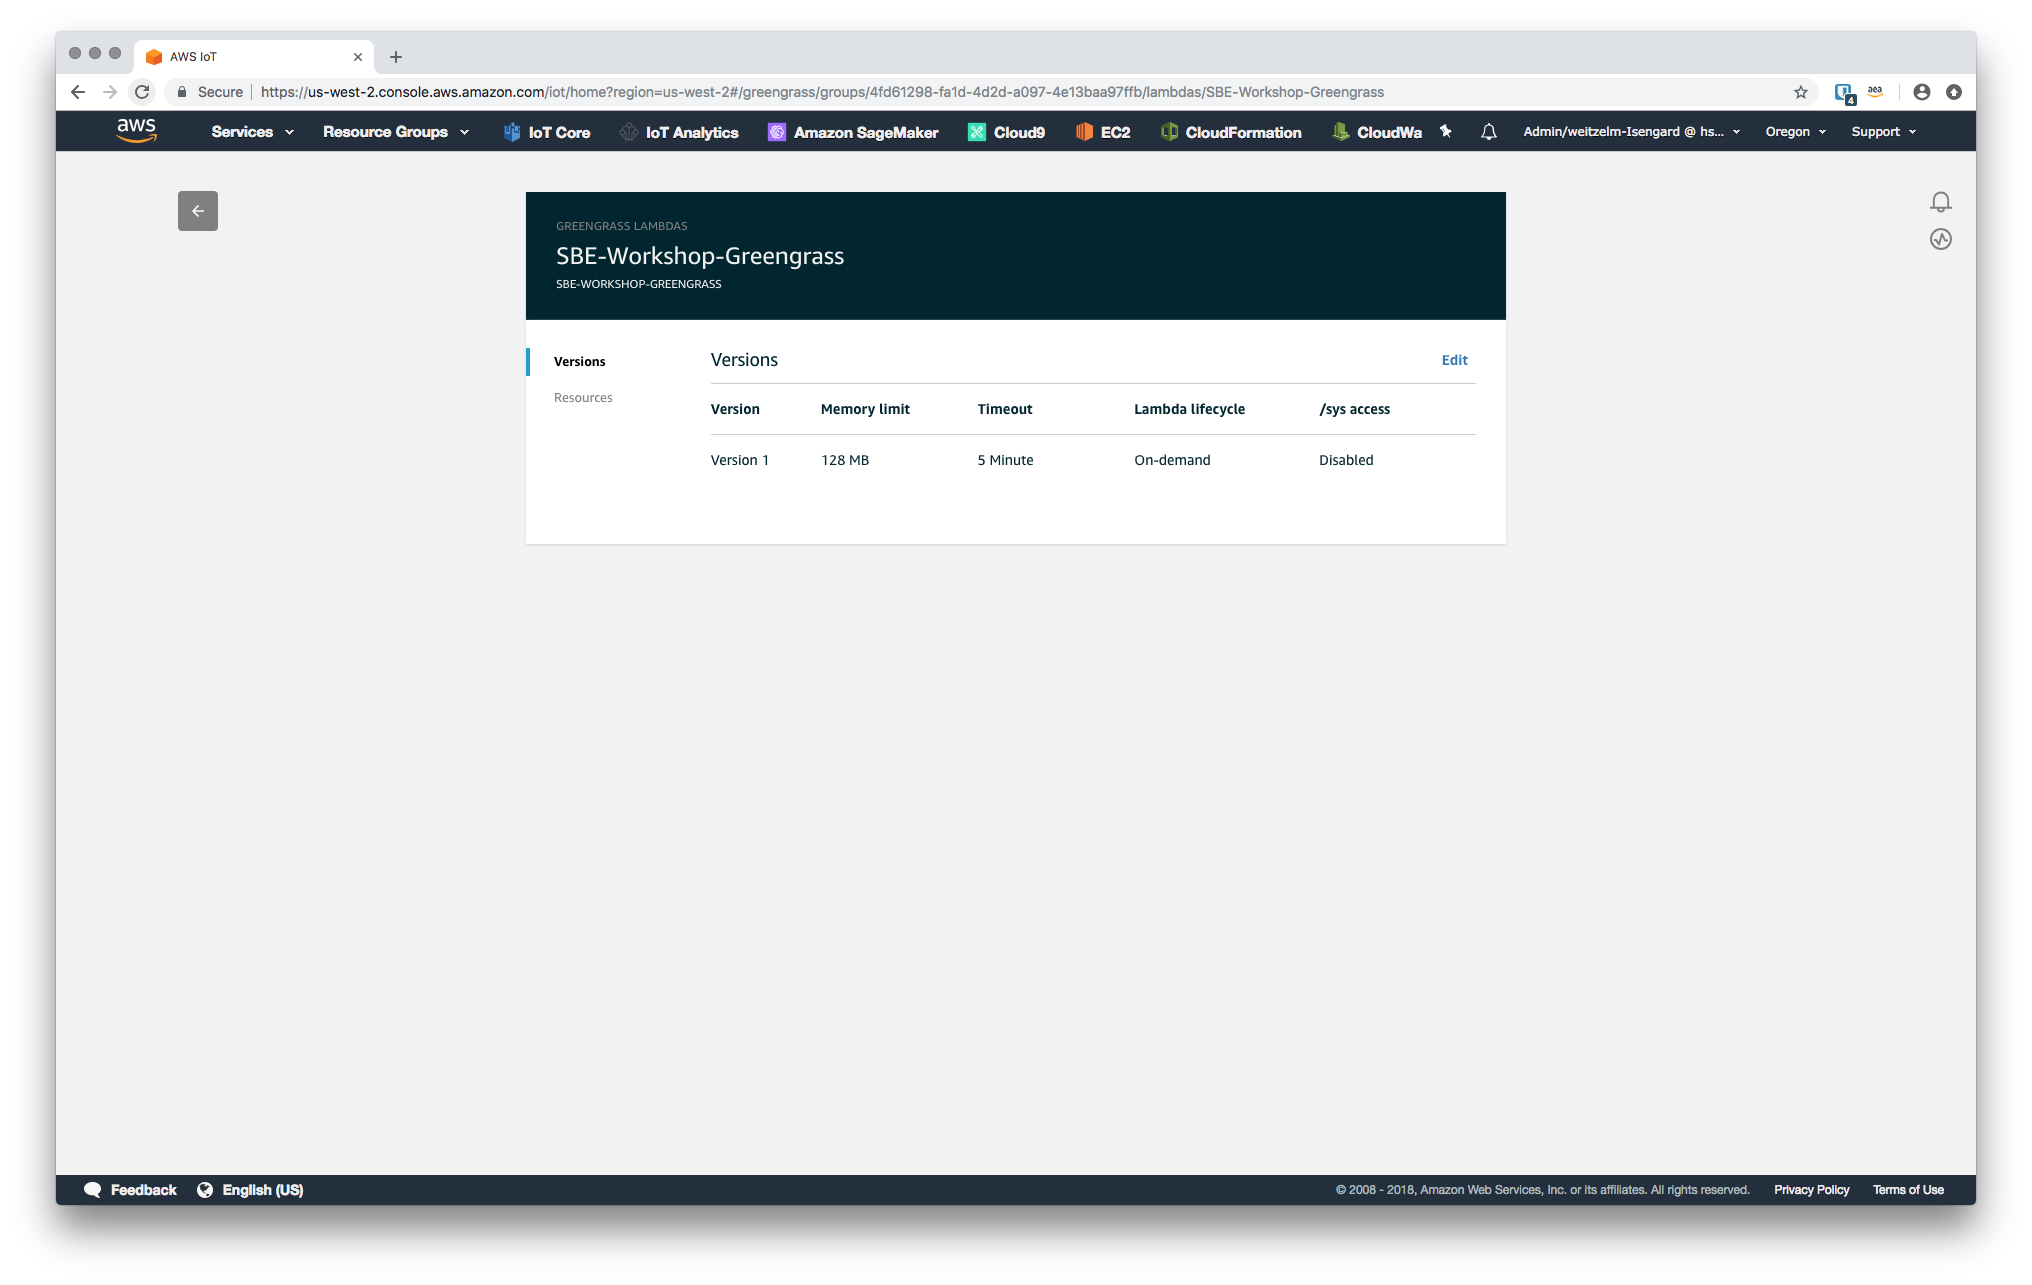 AWS IoT
Secure https://us-west-2.console.aws.amazon.com/iot/home?region=us-west-2#/greengrass/groups/4fd61298-fa1d-4d2d-a097-4e13baa97ffb/lambdas/SBE-Workshop-Greengrass
4
aea
aws Services Resource Groups IoT Core IoT Analytics Amazon SageMaker Cloud9 EC2 CloudFormation CloudWa Admin/weitzelm-Isengard @ hs... Oregon Support
GREENGRASS LAMBDAS
SBE-Workshop-Greengrass
SBE-WORKSHOP-GREENGRASS
Versions
Resources
Versions Edit
Version Memory limit Timeout Lambda lifecycle /sys access
Version 1 128 MB 5 Minute On-demand Disabled
Feedback English (US) © 2008 - 2018, Amazon Web Services, Inc. or its affiliates. All rights reserved. Privacy Policy Terms of Use